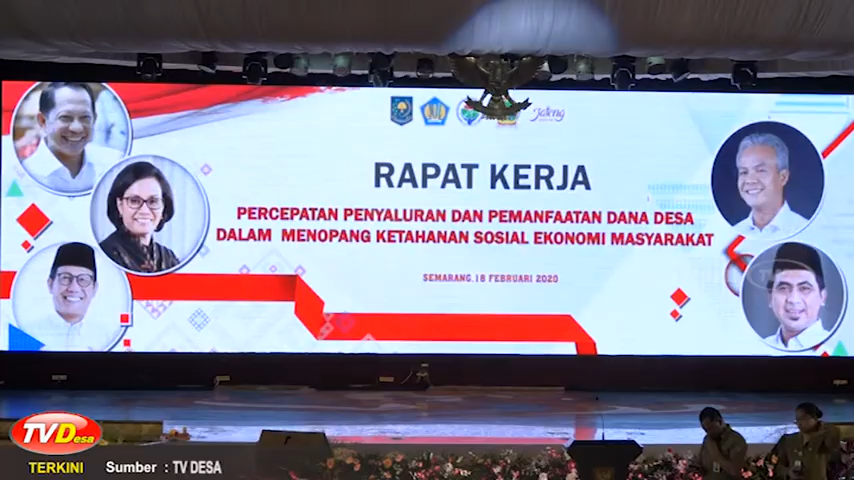 Jateng
RAPAT KERJA
PERCEPATAN PENYALURAN DAN PEMANFAATAN DANA DESA
DALAM MENOPANG KETAHANAN SOSIAL EKONOMI MASYARAKAT
SEMARANG.18 FEBRUARI 2020
TVDesa
TERKINI Sumber : TV DESA